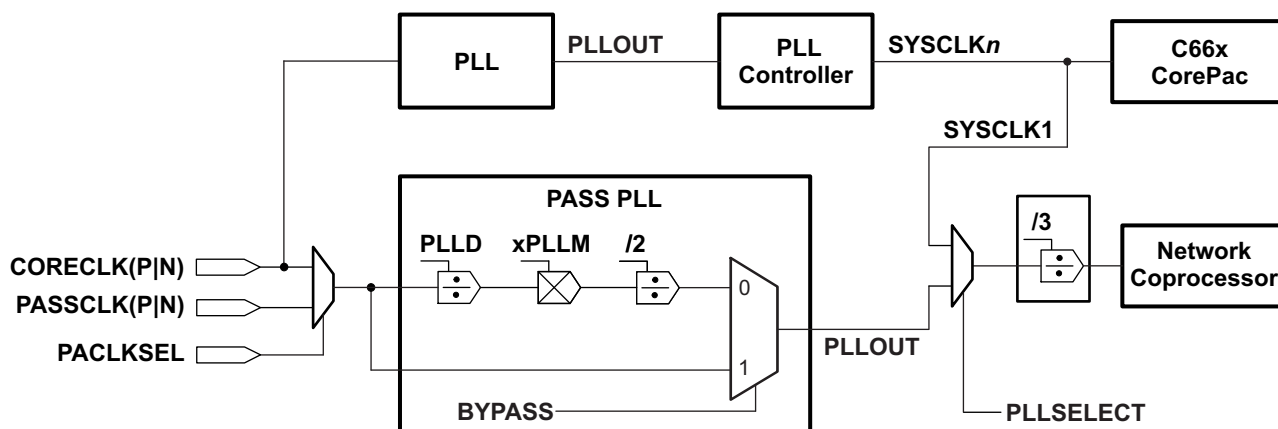 PLL
PLLOUT
PLL
Controller
SYSCLKn
C66x
CorePac
SYSCLK1
PASS PLL
PLLD
xPLLM
/2
/3
CORECLK(P|N)
PASSCLK(P|N)
PACLKSEL
0
1
BYPASS
PLLOUT
Network
Coprocessor
PLLSELECT